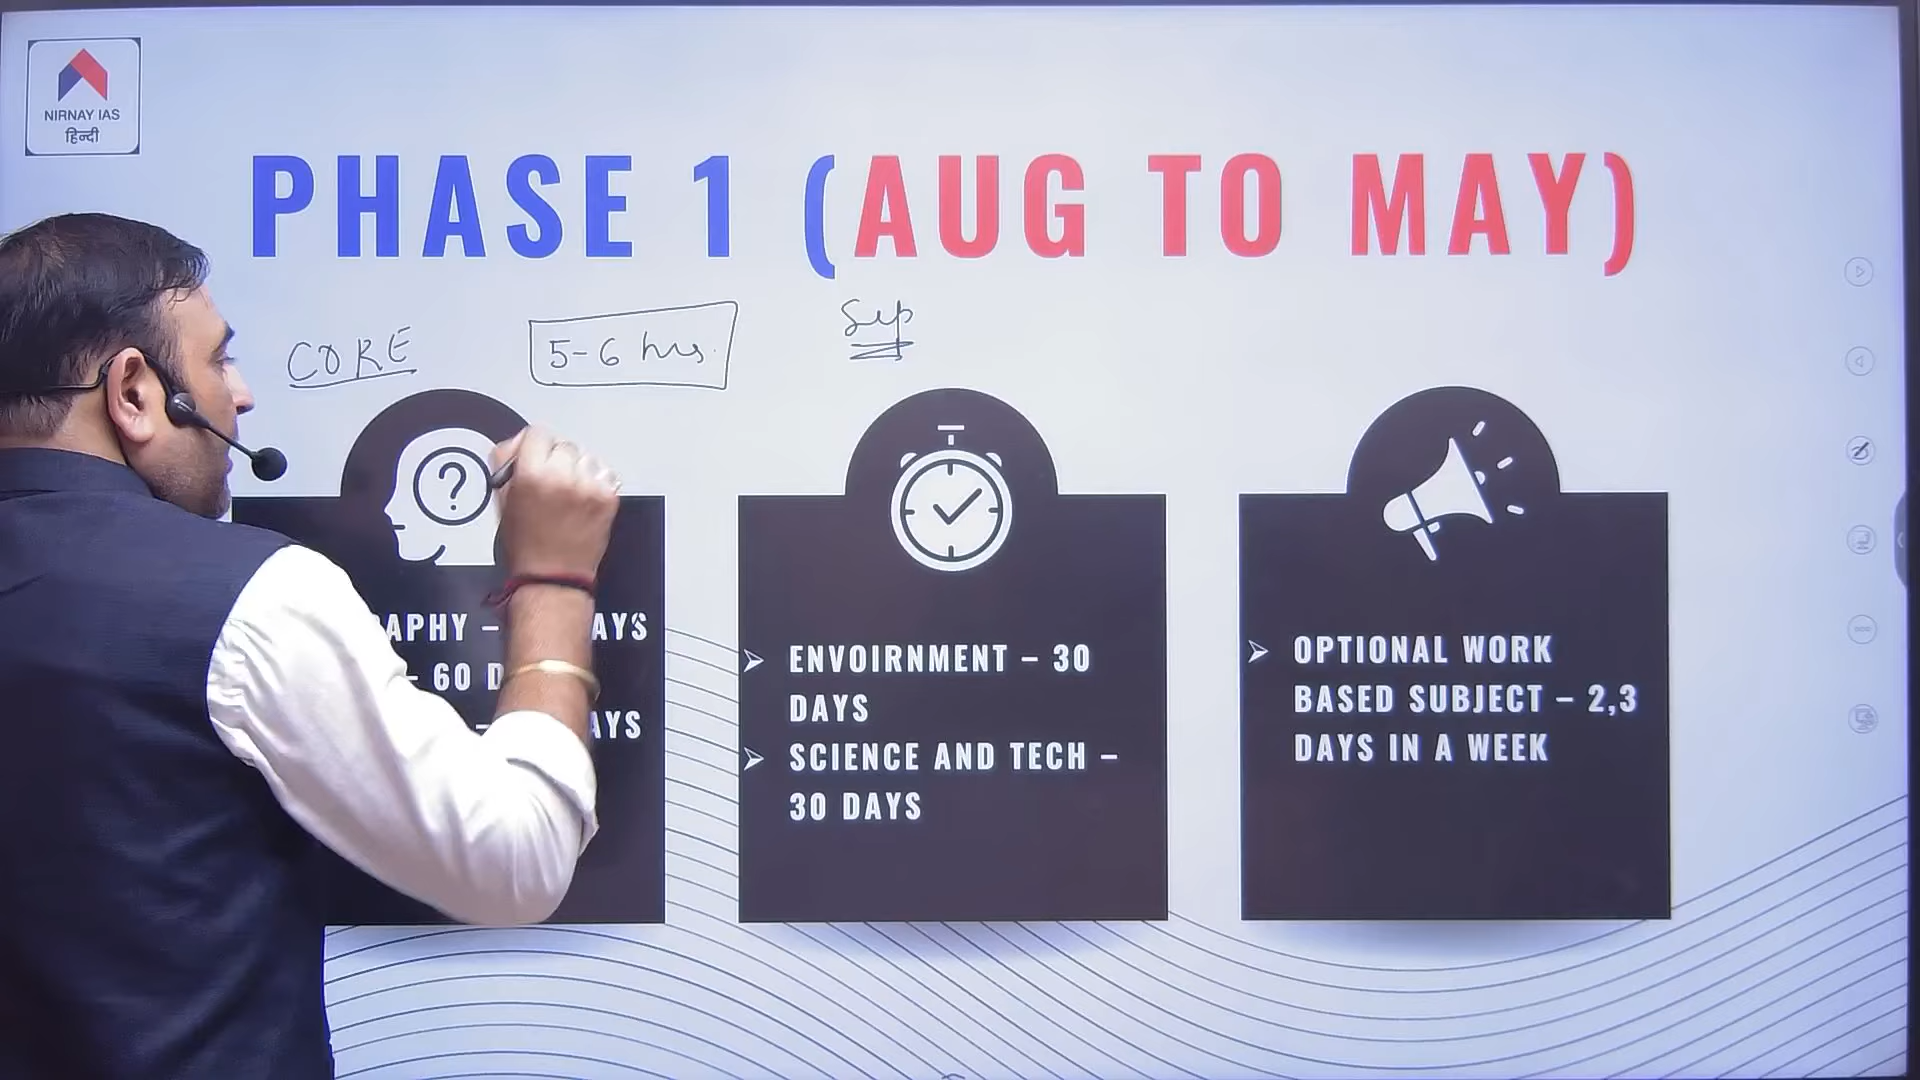 NIRNAY IAS
हिन्दी
PHASE 1 (AUG TO MAY)
CORE
5-6 hrs.
Sep
– 60
ENVOIRNMENT – 30
DAYS
SCIENCE AND TECH –
30 DAYS
OPTIONAL WORK
BASED SUBJECT – 2,3
DAYS IN A WEEK